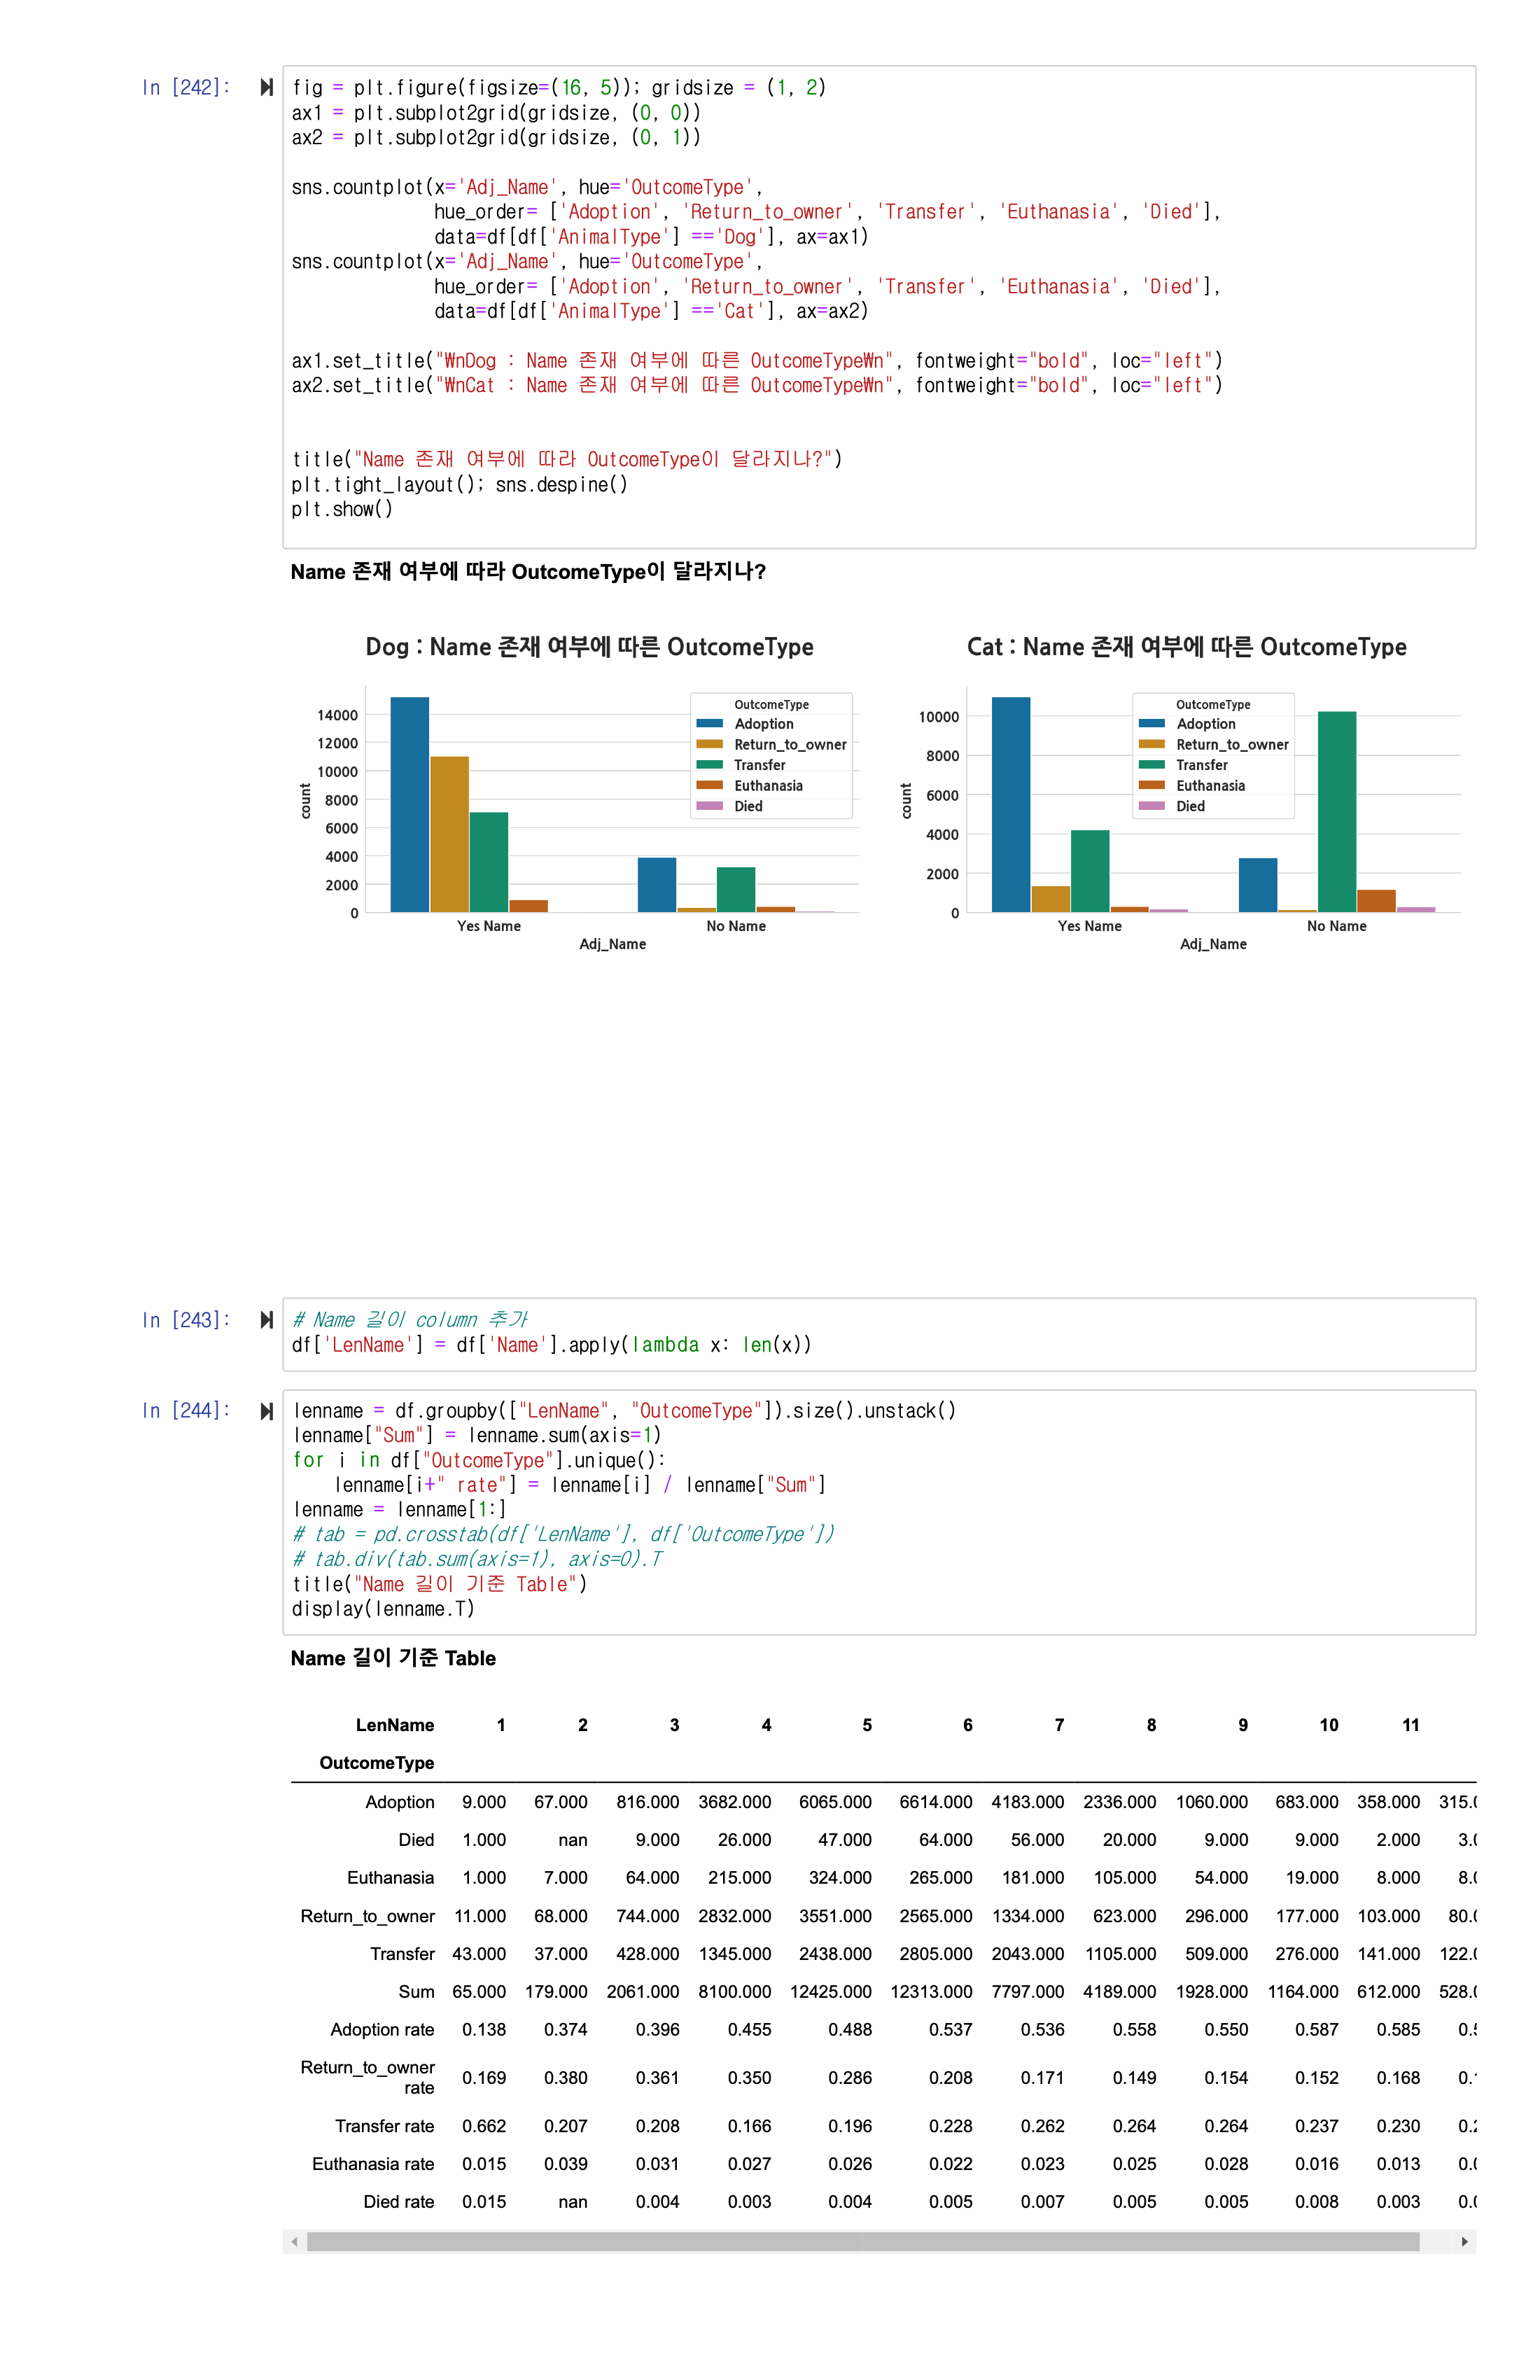 In [242]:
fig = plt.figure(figsize=(16, 5)); gridsize = (1, 2)
ax1 = plt.subplot2grid(gridsize, (0, 0))
ax2 = plt.subplot2grid(gridsize, (0, 1))
sns.countplot(x='Adj_Name', hue='OutcomeType',
hue_order= ['Adoption', 'Return_to_owner', 'Transfer', 'Euthanasia', 'Died'],
data=df[df['AnimalType'] =='Dog'], ax=ax1)
sns.countplot(x='Adj_Name', hue='OutcomeType',
hue_order= ['Adoption', 'Return_to_owner', 'Transfer', 'Euthanasia', 'Died'],
data=df[df['AnimalType'] =='Cat'], ax=ax2)
ax1.set_title("₩nDog : Name 존재 여부에 따른 OutcomeType₩n", fontweight="bold", loc="left")
ax2.set_title("₩nCat : Name 존재 여부에 따른 OutcomeType₩n", fontweight="bold", loc="left")
title("Name 존재 여부에 따라 OutcomeType이 달라지나?")
plt.tight_layout(); sns.despine()
plt.show()
Name 존재 여부에 따라 OutcomeType이 달라지나?
Dog : Name 존재 여부에 따른 OutcomeType
14000
12000
10000
8000
6000
4000
2000
0
count
OutcomeType
Adoption
Return_to_owner
Transfer
Euthanasia
Died
Yes Name No Name
Adj_Name
Cat : Name 존재 여부에 따른 OutcomeType
10000
8000
6000
4000
2000
0
count
OutcomeType
Adoption
Return_to_owner
Transfer
Euthanasia
Died
Yes Name No Name
Adj_Name
In [243]:
# Name 길이 column 추가
df['LenName'] = df['Name'].apply(lambda x: len(x))
In [244]:
lenname = df.groupby(["LenName", "OutcomeType"]).size().unstack()
lenname["Sum"] = lenname.sum(axis=1)
for i in df["OutcomeType"].unique():
lenname[i+" rate"] = lenname[i] / lenname["Sum"]
lenname = lenname[1:]
# tab = pd.crosstab(df['LenName'], df['OutcomeType'])
# tab.div(tab.sum(axis=1), axis=0).T
title("Name 길이 기준 Table")
display(lenname.T)
Name 길이 기준 Table
LenName 1 2 3 4 5 6 7 8 9 10 11
OutcomeType
Adoption 9.000 67.000 816.000 3682.000 6065.000 6614.000 4183.000 2336.000 1060.000 683.000 358.000 315.
Died 1.000 nan 9.000 26.000 47.000 64.000 56.000 20.000 9.000 9.000 2.000 3.
Euthanasia 1.000 7.000 64.000 215.000 324.000 265.000 181.000 105.000 54.000 19.000 8.000 8.
Return_to_owner 11.000 68.000 744.000 2832.000 3551.000 2565.000 1334.000 623.000 296.000 177.000 103.000 80.
Transfer 43.000 37.000 428.000 1345.000 2438.000 2805.000 2043.000 1105.000 509.000 276.000 141.000 122.
Sum 65.000 179.000 2061.000 8100.000 12425.000 12313.000 7797.000 4189.000 1928.000 1164.000 612.000 528.
Adoption rate 0.138 0.374 0.396 0.455 0.488 0.537 0.536 0.558 0.550 0.587 0.585 0.
Return_to_owner rate 0.169 0.380 0.361 0.350 0.286 0.208 0.171 0.149 0.154 0.152 0.168 0.
Transfer rate 0.662 0.207 0.208 0.166 0.196 0.228 0.262 0.264 0.264 0.237 0.230 0.
Euthanasia rate 0.015 0.039 0.031 0.027 0.026 0.022 0.023 0.025 0.028 0.016 0.013 0.
Died rate 0.015 nan 0.004 0.003 0.004 0.005 0.007 0.005 0.005 0.008 0.003 0.